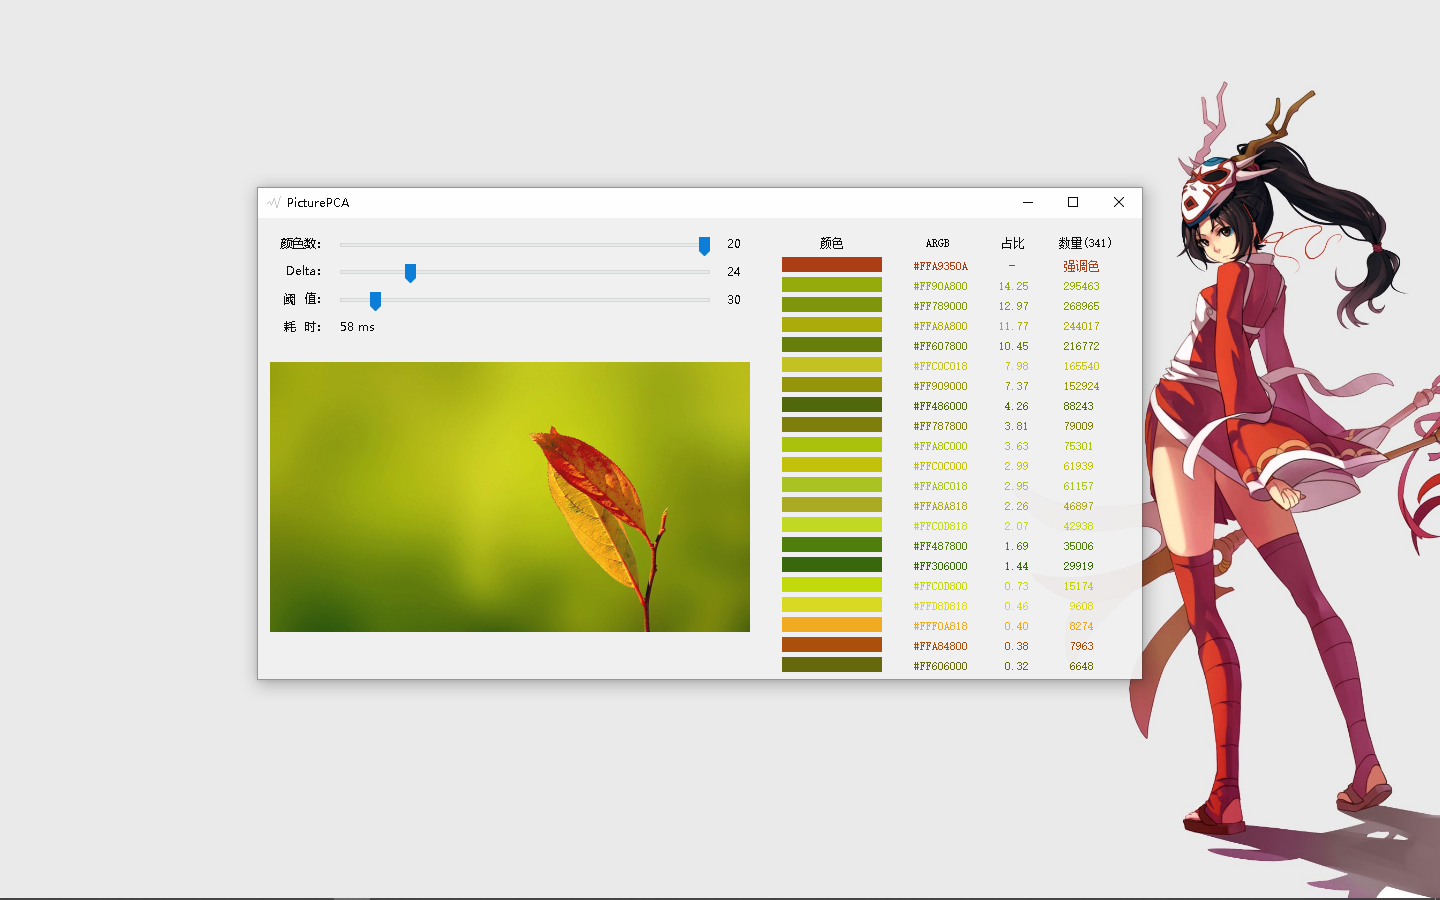 PicturePCA
颜色数: 20
Delta: 24
阈 值: 30
耗 时: 58 ms
颜色 ARGB 占比 数量(341)
#FFA9350A — 强调色
#FF90A800 14.25 295463
#FF789000 12.97 268965
#FFA8A800 11.77 244017
#FF607800 10.45 216772
#FFC0C018 7.98 165540
#FF909000 7.37 152924
#FF486000 4.26 88243
#FF787800 3.81 79009
#FFA8C000 3.63 75301
#FFC0C000 2.99 61939
#FFA8C018 2.95 61157
#FFA8A818 2.26 46897
#FFC0D818 2.07 42938
#FF487800 1.69 35006
#FF306000 1.44 29919
#FFC0D800 0.73 15174
#FFD8D818 0.46 9608
#FFF0A818 0.40 8274
#FFA84800 0.38 7963
#FF606000 0.32 6648